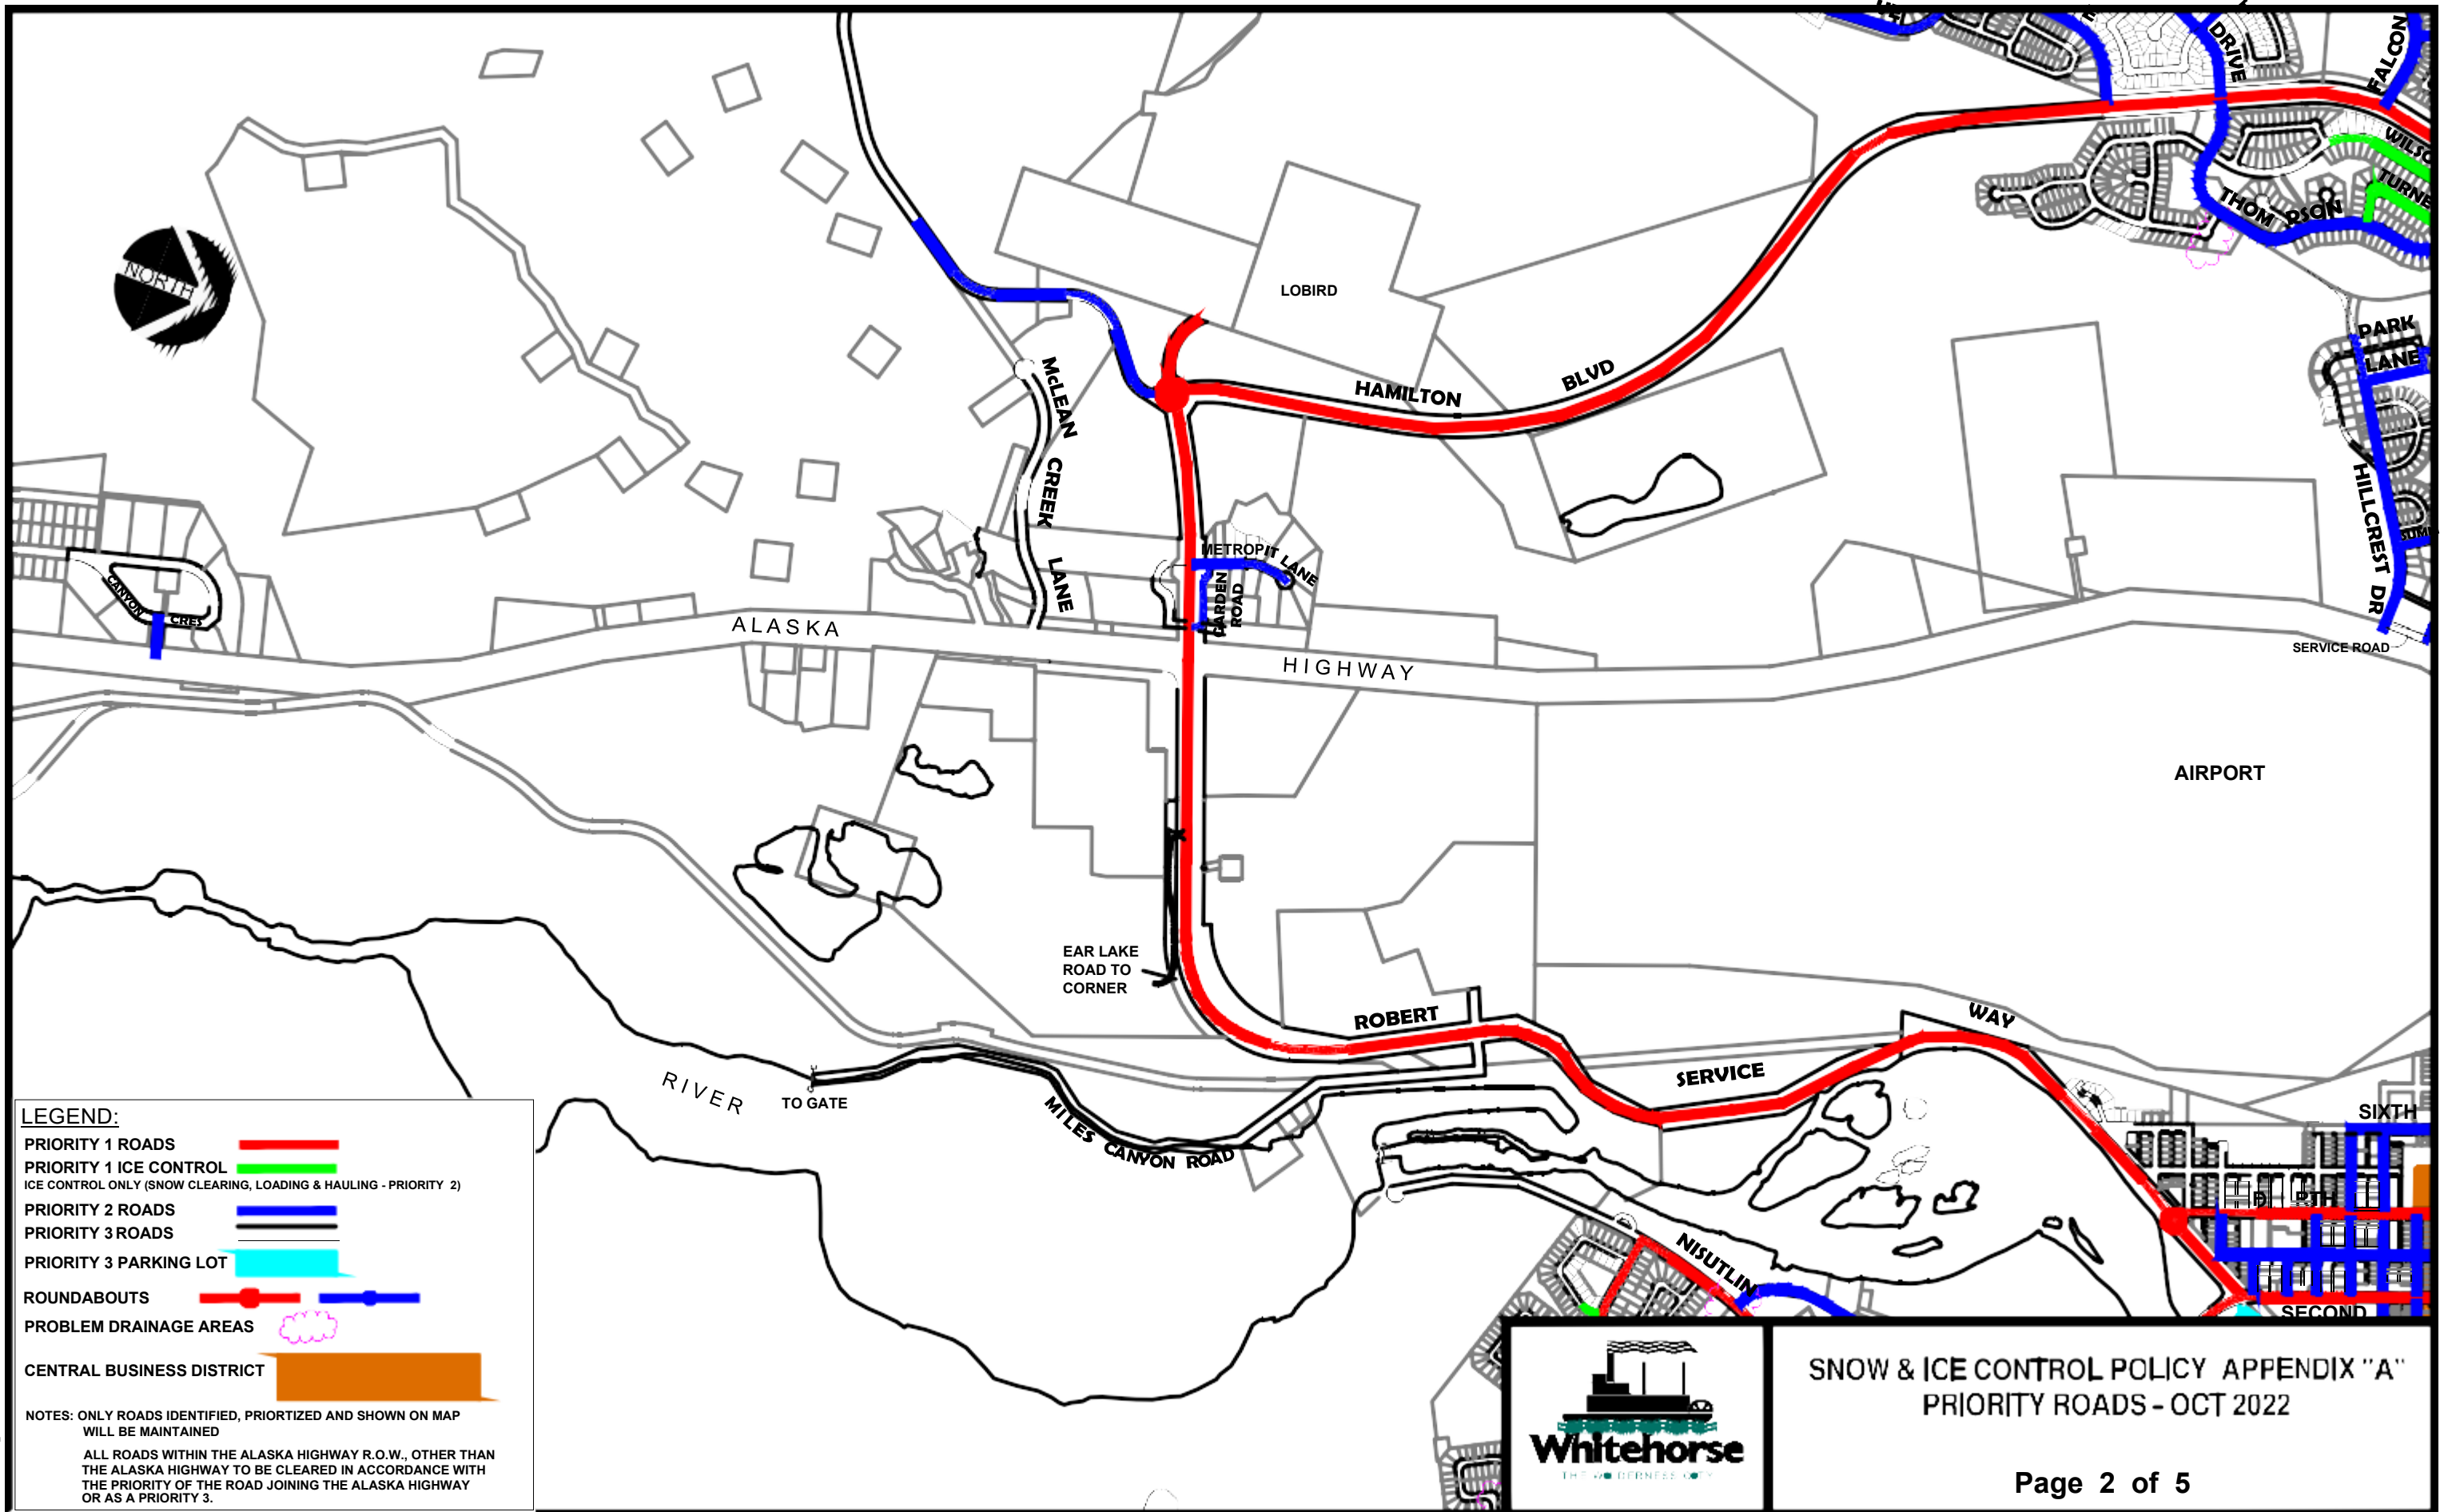 DRIVE
FALCON
THOMPSON
NORTH
LOBIRD
PARK
LANE
HAMILTON BLVD
McLEAN CREEK LANE
HILLCREST DR
METROPIT LANE
GARDEN
ROAD
CANYON CRES
ALASKA HIGHWAY
SERVICE ROAD
AIRPORT
EAR LAKE
ROAD TO
CORNER
ROBERT SERVICE WAY
RIVER
TO GATE
MILES CANYON ROAD
SIXTH
NISUTLIN
SECOND
LEGEND:
PRIORITY 1 ROADS
PRIORITY 1 ICE CONTROL
ICE CONTROL ONLY (SNOW CLEARING, LOADING & HAULING - PRIORITY 2)
PRIORITY 2 ROADS
PRIORITY 3 ROADS
PRIORITY 3 PARKING LOT
ROUNDABOUTS
PROBLEM DRAINAGE AREAS
CENTRAL BUSINESS DISTRICT
NOTES: ONLY ROADS IDENTIFIED, PRIORTIZED AND SHOWN ON MAP
WILL BE MAINTAINED
ALL ROADS WITHIN THE ALASKA HIGHWAY R.O.W., OTHER THAN
THE ALASKA HIGHWAY TO BE CLEARED IN ACCORDANCE WITH
THE PRIORITY OF THE ROAD JOINING THE ALASKA HIGHWAY
OR AS A PRIORITY 3.
Whitehorse
THE WILDERNESS CITY
SNOW & ICE CONTROL POLICY APPENDIX "A"
PRIORITY ROADS - OCT 2022
Page 2 of 5